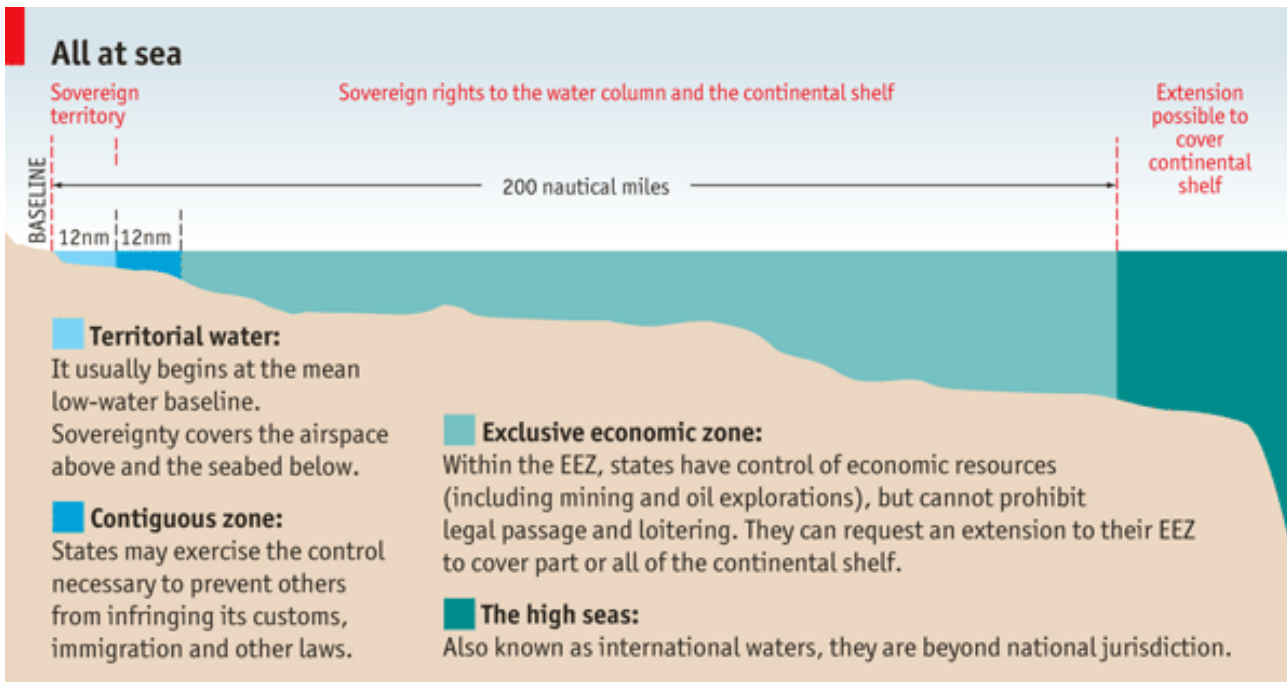 All at sea
Sovereign
territory
Sovereign rights to the water column and the continental shelf
Extension
possible to
cover
continental
shelf
BASELINE
200 nautical miles
12nm
12nm
Territorial water:
It usually begins at the mean
low-water baseline.
Sovereignty covers the airspace
above and the seabed below.
Contiguous zone:
States may exercise the control
necessary to prevent others
from infringing its customs,
immigration and other laws.
Exclusive economic zone:
Within the EEZ, states have control of economic resources
(including mining and oil explorations), but cannot prohibit
legal passage and loitering. They can request an extension to their EEZ
to cover part or all of the continental shelf.
The high seas:
Also known as international waters, they are beyond national jurisdiction.